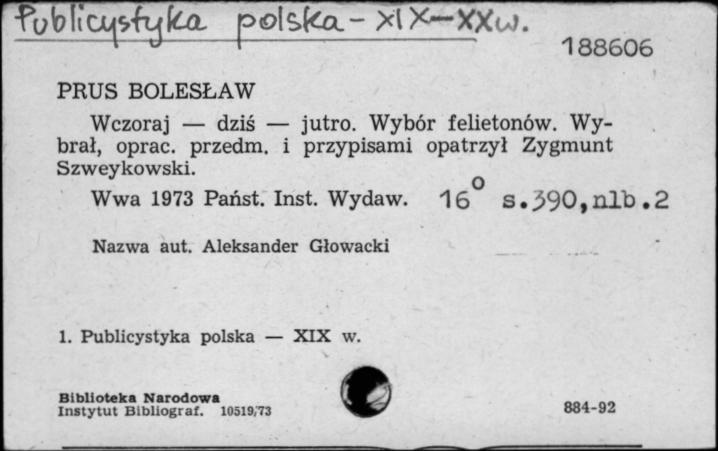 Publicystyka polska - XIX-XXw.
188606
PRUS BOLESŁAW
Wczoraj — dziś — jutro. Wybór felietonów. Wy-
brał, oprac. przedm. i przypisami opatrzył Zygmunt
Szweykowski.
Wwa 1973 Państ. Inst. Wydaw. 16° s.390,nlb.2
Nazwa aut. Aleksander Głowacki
1. Publicystyka polska — XIX w.
Biblioteka Narodowa
Instytut Bibliograf. 10519/73
884-92